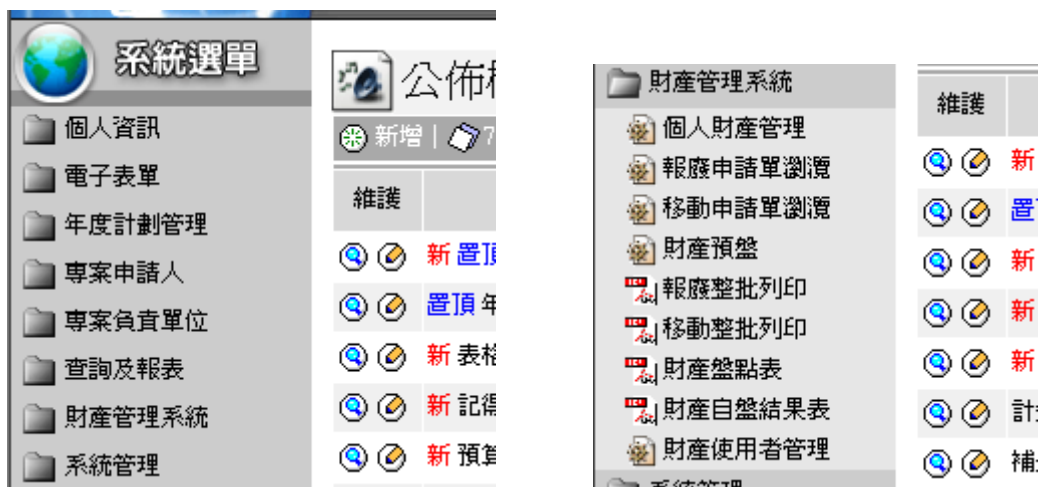 系統選單
個人資訊
電子表單
年度計劃管理
專案申請人
專案負責單位
查詢及報表
財產管理系統
系統管理
公佈
新增 | 7
維護
新 置頂
置頂 年
新 表格
新 記得
新 預算
財產管理系統
個人財產管理
報廢申請單瀏覽
移動申請單瀏覽
財產預盤
報廢整批列印
移動整批列印
財產盤點表
財產自盤結果表
財產使用者管理
系統管理
維護
新
置
新
新
新
計
補